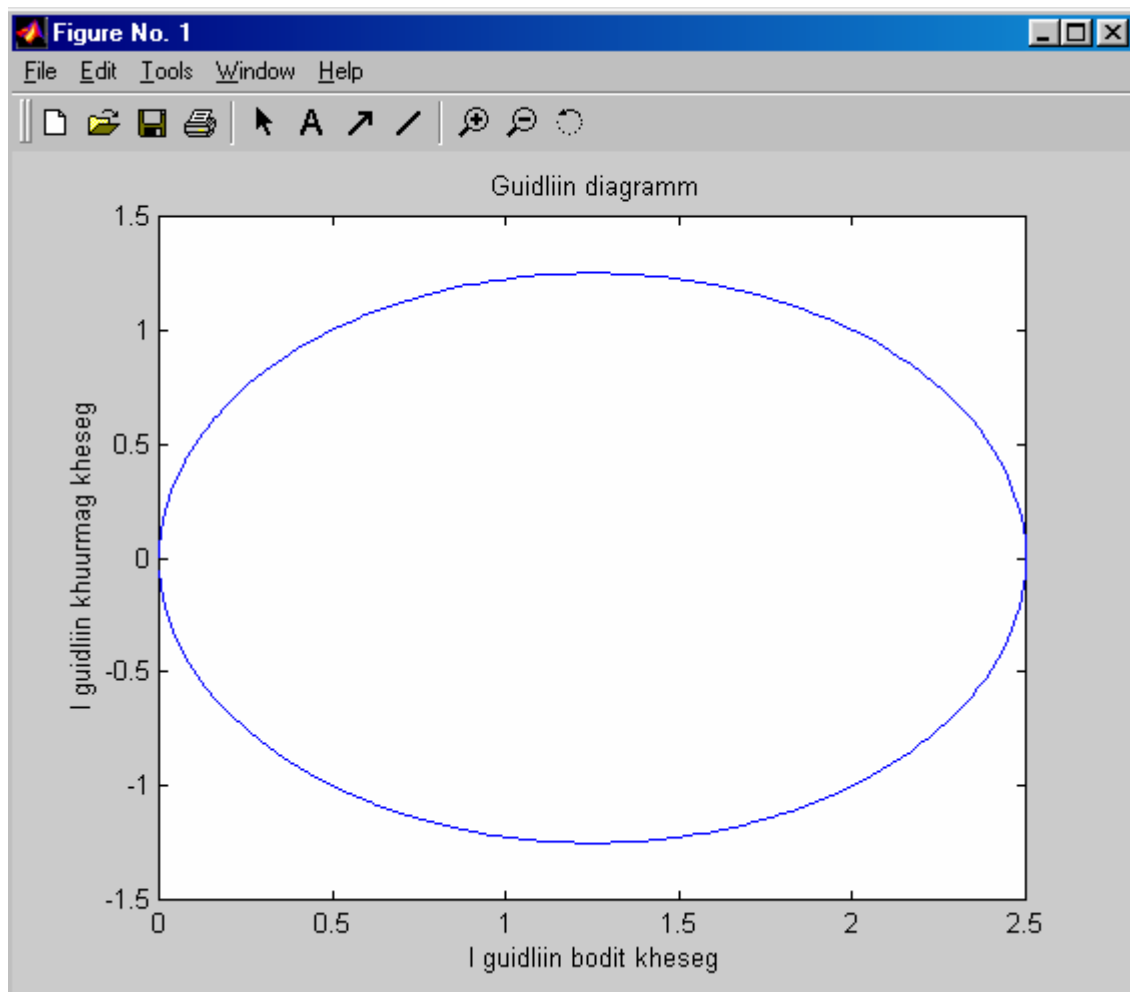 Figure No. 1
File Edit Tools Window Help
A
Guidliin diagramm
1.5
1
0.5
0
-0.5
-1
-1.5
I guidliin khuurmag kheseg
0 0.5 1 1.5 2 2.5
I guidliin bodit kheseg